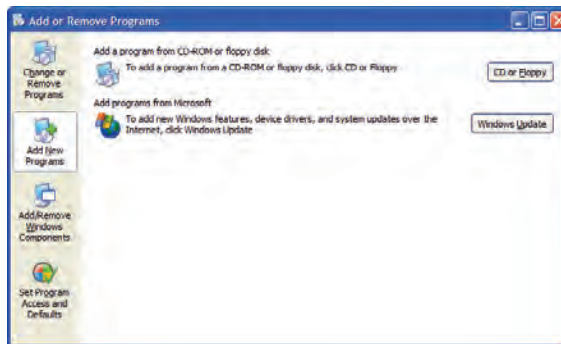 Add or Remove Programs
Change or
Remove
Programs
Add New
Programs
Add/Remove
Windows
Components
Set Program
Access and
Defaults
Add a program from CD-ROM or floppy disk
To add a program from a CD-ROM or floppy disk, click CD or Floppy
CD or Floppy
Add programs from Microsoft
To add new Windows features, device drivers, and system updates over the
Internet, click Windows Update
Windows Update